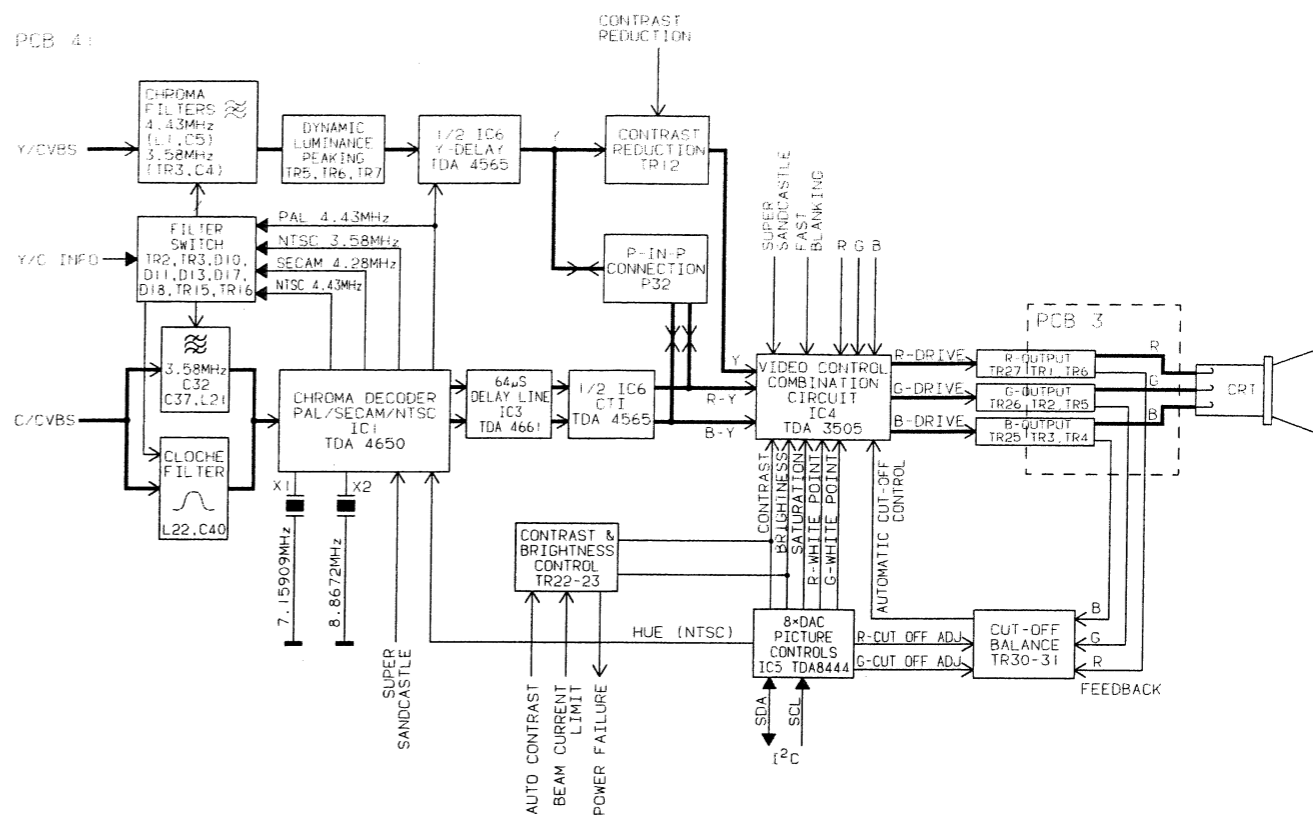 PCB 4:
CONTRAST
REDUCTION
CHROMA
FILTERS
4.43MHz
(L1,C5)
3.58MHz
(TR3,C4)
Y/CVBS
DYNAMIC
LUMINANCE
PEAKING
TR5,TR6,TR7
1/2 IC6
Y-DELAY
TDA 4565
Y
CONTRAST
REDUCTION
TR12
FILTER
SWITCH
TR2,TR3,D10,
D11,D13,D17,
D18,TR15,TR16
Y/C INFO
PAL 4.43MHz
NTSC 3.58MHz
SECAM 4.28MHz
NTSC 4.43MHz
P-IN-P
CONNECTION
P32
SUPER
SANDCASTLE
FAST
BLANKING
R G B
3.58MHz
C32
C37,L21
C/CVBS
CLOCHE
FILTER
L22,C40
CHROMA DECODER
PAL/SECAM/NTSC
IC1
TDA 4650
64µS
DELAY LINE
IC3
TDA 4661
1/2 IC6
CTI
TDA 4565
Y
R-Y
B-Y
VIDEO CONTROL
COMBINATION
CIRCUIT
IC4
TDA 3505
R-DRIVE
G-DRIVE
B-DRIVE
PCB 3
R-OUTPUT
TR27 TR1, TR6
G-OUTPUT
TR26, TR2, TR5
B-OUTPUT
TR25 TR3, TR4
R
G
B
CRT
X1
X2
7.15909MHz
8.8672MHz
SUPER
SANDCASTLE
CONTRAST &
BRIGHTNESS
CONTROL
TR22-23
AUTO CONTRAST
BEAM CURRENT
LIMIT
POWER FAILURE
HUE (NTSC)
CONTRAST
BRIGHTNESS
SATURATION
R-WHITE POINT
G-WHITE POINT
AUTOMATIC CUT-OFF
CONTROL
8×DAC
PICTURE
CONTROLS
IC5 TDA8444
R-CUT OFF ADJ
G-CUT OFF ADJ
CUT-OFF
BALANCE
TR30-31
B
G
R
FEEDBACK
SDA
SCL
I²C